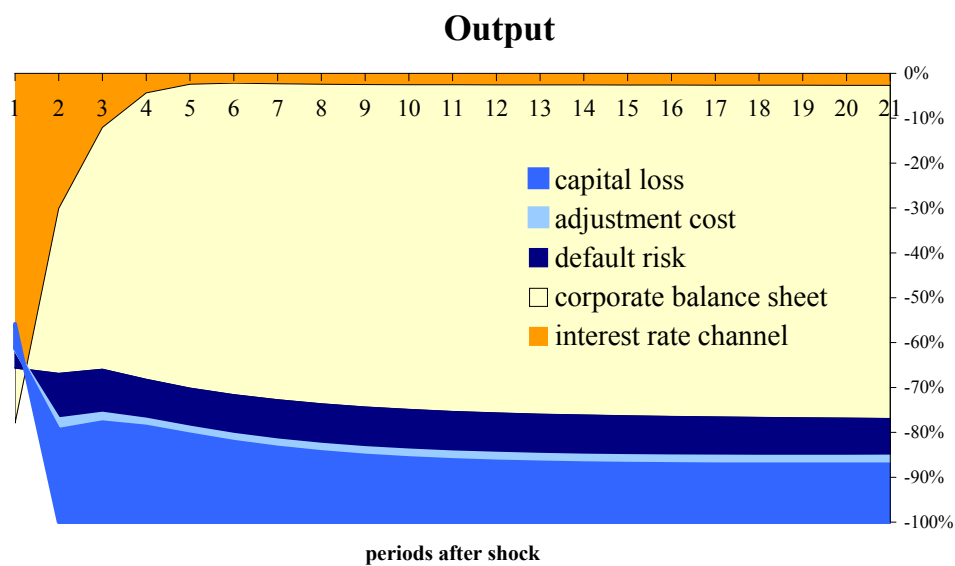 Output
0%
1 2 3 4 5 6 7 8 9 10 11 12 13 14 15 16 17 18 19 20 21
-10%
-20%
capital loss
-30%
adjustment cost
-40%
default risk
-50%
corporate balance sheet
interest rate channel
-60%
-70%
-80%
-90%
-100%
periods after shock